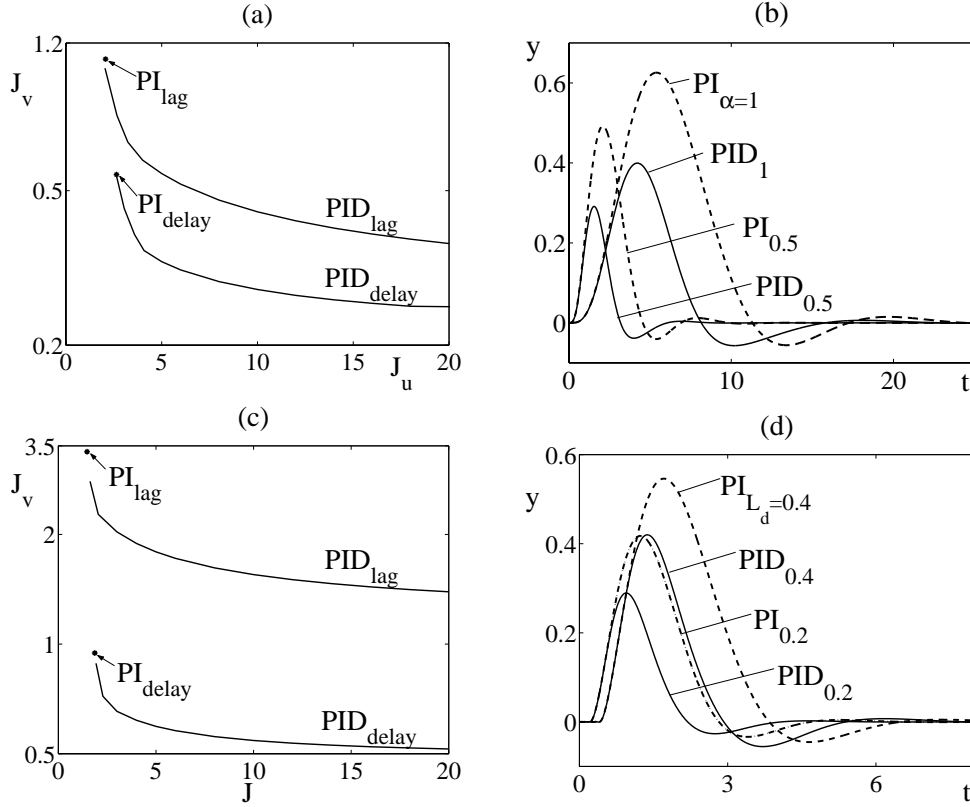 (a)
1.2
J_v
0.5
0.2
0
5
10
15
20
J_u
PI_lag
PI_delay
PID_lag
PID_delay
(b)
y
0.6
0.4
0.2
0
0
10
20
t
PI_α=1
PID_1
PI_0.5
PID_0.5
(c)
3.5
J_v
2
1
0.5
0
5
10
15
20
J
PI_lag
PID_lag
PI_delay
PID_delay
(d)
0.6
y
0.4
0.2
0
0
3
6
t
PI_L_d=0.4
PID_0.4
PI_0.2
PID_0.2